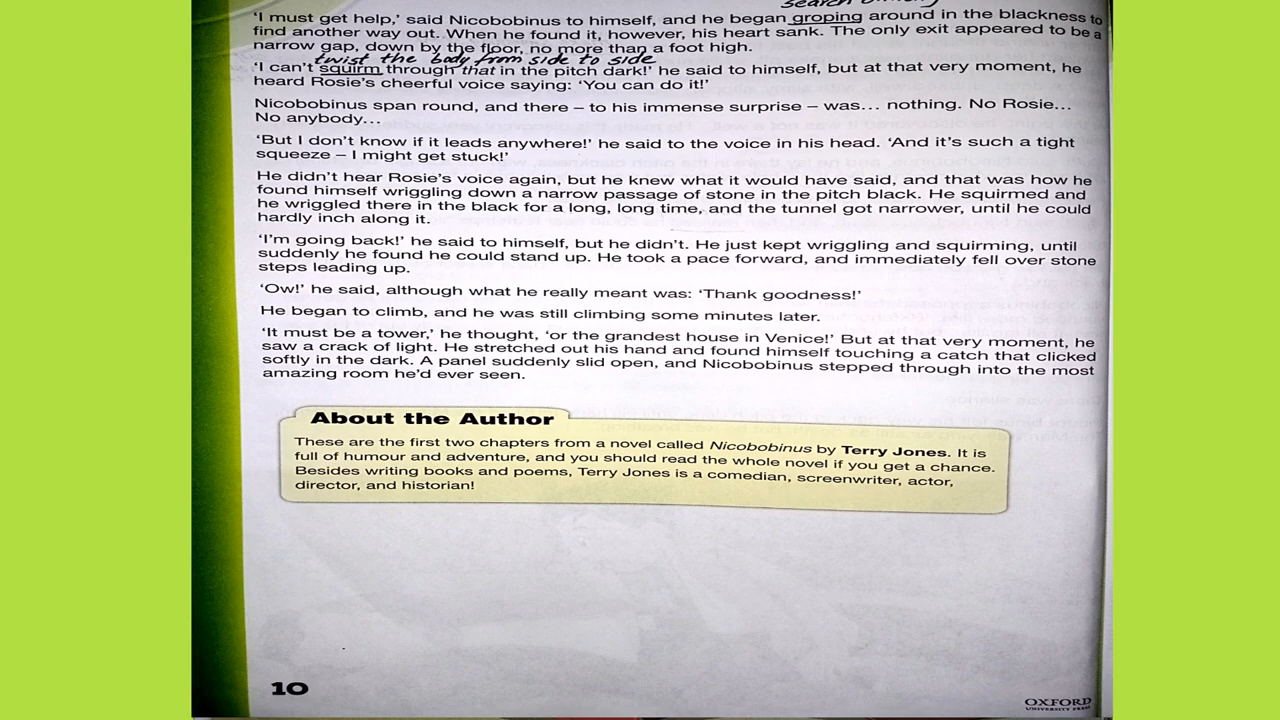 search blindly
'I must get help,' said Nicobobinus to himself, and he began groping around in the blackness to
find another way out. When he found it, however, his heart sank. The only exit appeared to be a
narrow gap, down by the floor, no more than a foot high.
twist the body from side to side
'I can't squirm through that in the pitch dark!' he said to himself, but at that very moment, he
heard Rosie's cheerful voice saying: 'You can do it!'
Nicobobinus span round, and there – to his immense surprise – was... nothing. No Rosie...
No anybody...
'But I don't know if it leads anywhere!' he said to the voice in his head. 'And it's such a tight
squeeze – I might get stuck!'
He didn't hear Rosie's voice again, but he knew what it would have said, and that was how he
found himself wriggling down a narrow passage of stone in the pitch black. He squirmed and
he wriggled there in the black for a long, long time, and the tunnel got narrower, until he could
hardly inch along it.
'I'm going back!' he said to himself, but he didn't. He just kept wriggling and squirming, until
suddenly he found he could stand up. He took a pace forward, and immediately fell over stone
steps leading up.
'Ow!' he said, although what he really meant was: 'Thank goodness!'
He began to climb, and he was still climbing some minutes later.
'It must be a tower,' he thought, 'or the grandest house in Venice!' But at that very moment, he
saw a crack of light. He stretched out his hand and found himself touching a catch that clicked
softly in the dark. A panel suddenly slid open, and Nicobobinus stepped through into the most
amazing room he'd ever seen.
About the Author
These are the first two chapters from a novel called Nicobobinus by Terry Jones. It is
full of humour and adventure, and you should read the whole novel if you get a chance.
Besides writing books and poems, Terry Jones is a comedian, screenwriter, actor,
director, and historian!
10
OXFORD
UNIVERSITY PRESS